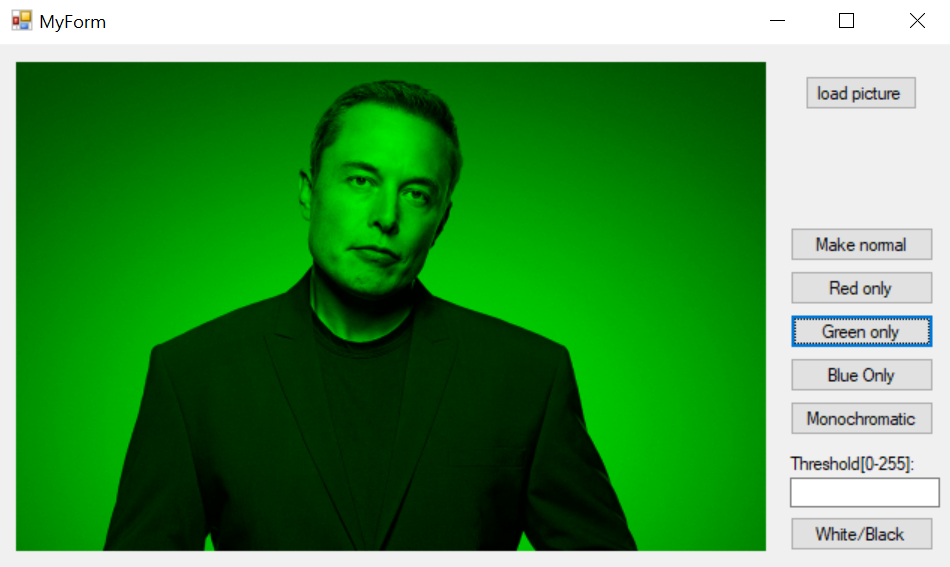 MyForm
load picture
Make normal
Red only
Green only
Blue Only
Monochromatic
Threshold[0-255]:
White/Black